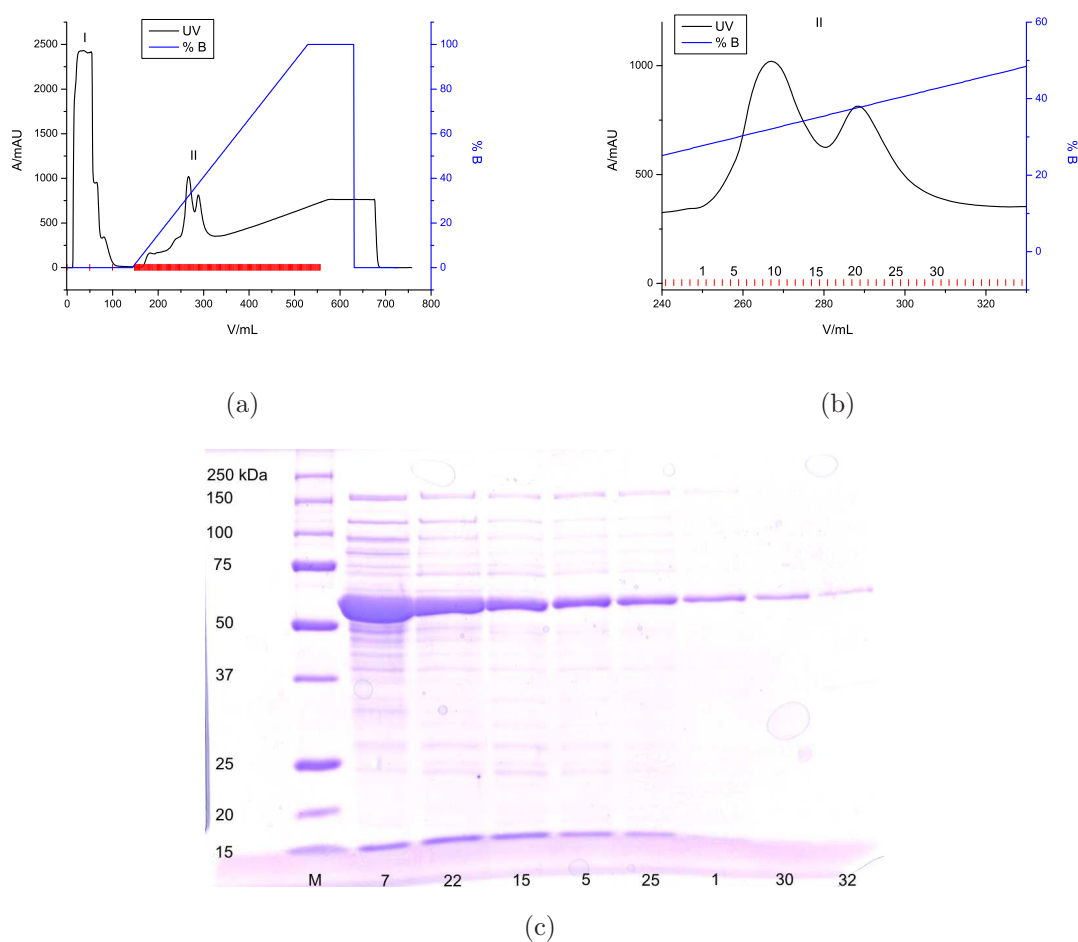 I
UV
% B
II
2500
2000
1500
1000
500
0
A/mAU
100
80
60
40
20
0
% B
0 100 200 300 400 500 600 700 800
V/mL
(a)
UV
% B
II
1000
500
0
A/mAU
60
40
20
0
% B
1 5 10 15 20 25 30
240 260 280 300 320
V/mL
(b)
250 kDa
150
100
75
50
37
25
20
15
M 7 22 15 5 25 1 30 32
(c)